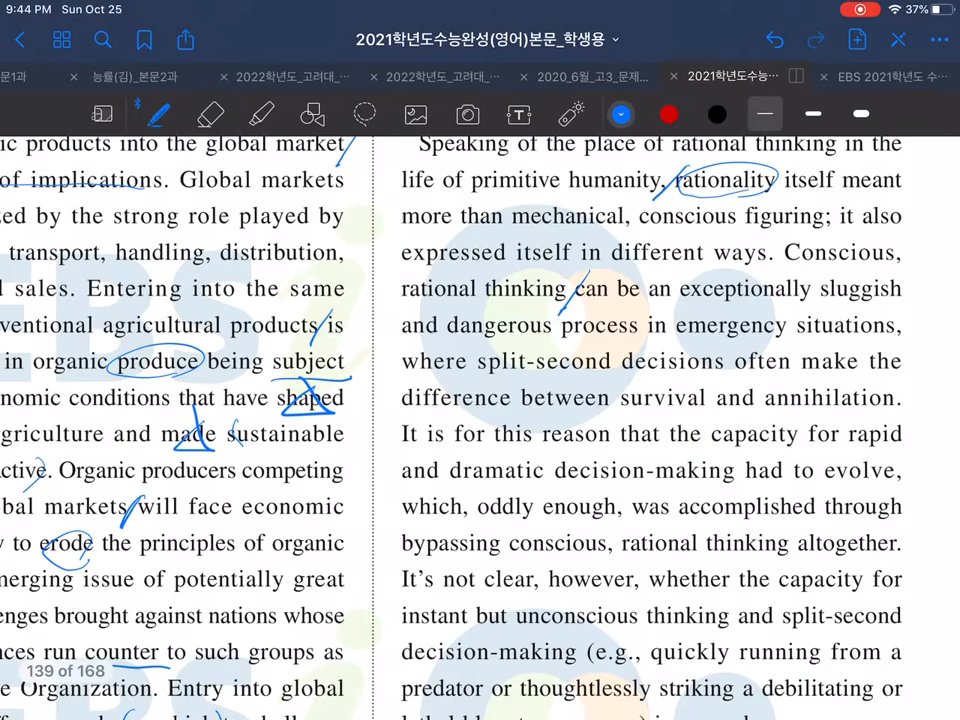 9:44 PM Sun Oct 25
37%
2021학년도수능완성(영어)본문_학생용
문1과
능률(김)_본문2과
2022학년도_고려대_…
2022학년도_고려대_…
2020_6월_고3_문제…
2021학년도수능…
EBS 2021학년도 수…
ic products into the global market
of implications. Global markets
zed by the strong role played by
transport, handling, distribution,
d sales. Entering into the same
ventional agricultural products is
in organic produce being subject
nomic conditions that have shaped
griculture and made sustainable
active. Organic producers competing
bal markets will face economic
y to erode the principles of organic
merging issue of potentially great
enges brought against nations whose
nces run counter to such groups as
e Organization. Entry into global
139 of 168
Speaking of the place of rational thinking in the
life of primitive humanity, rationality itself meant
more than mechanical, conscious figuring; it also
expressed itself in different ways. Conscious,
rational thinking can be an exceptionally sluggish
and dangerous process in emergency situations,
where split-second decisions often make the
difference between survival and annihilation.
It is for this reason that the capacity for rapid
and dramatic decision-making had to evolve,
which, oddly enough, was accomplished through
bypassing conscious, rational thinking altogether.
It's not clear, however, whether the capacity for
instant but unconscious thinking and split-second
decision-making (e.g., quickly running from a
predator or thoughtlessly striking a debilitating or
EBSi